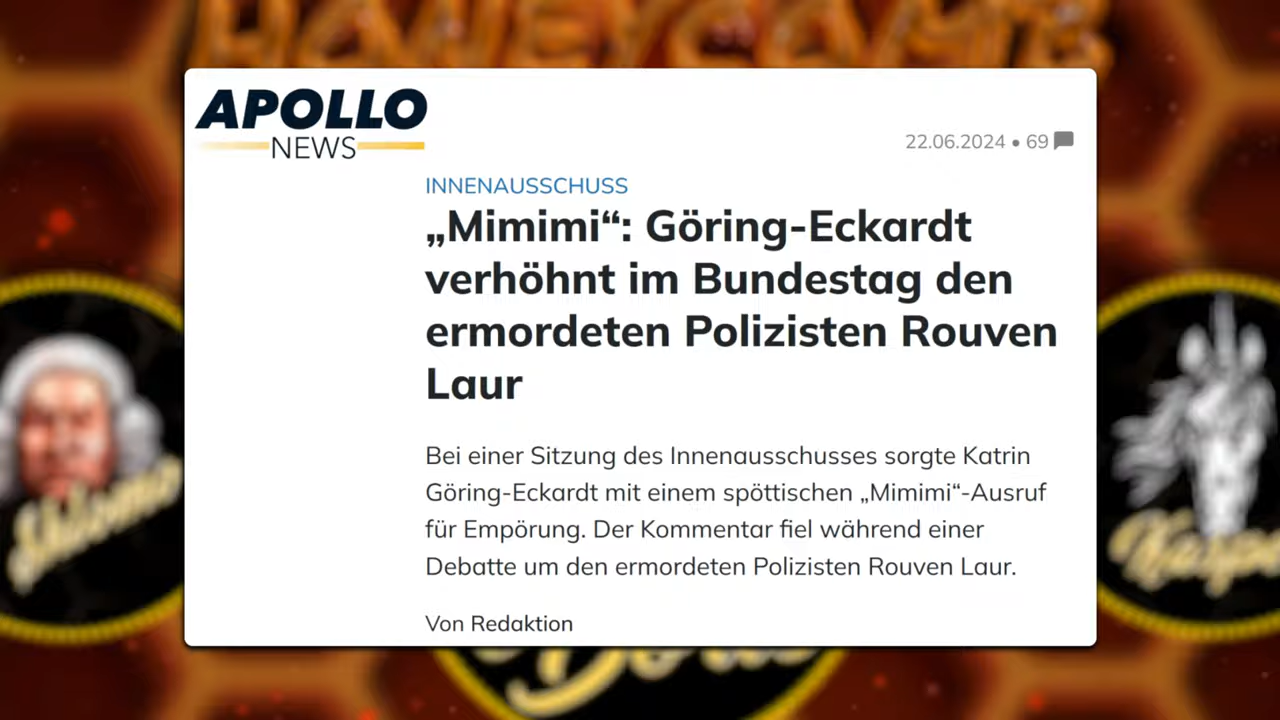 HONEYCOMB
APOLLO
NEWS
22.06.2024 • 69
INNENAUSSCHUSS
„Mimimi“: Göring-Eckardt
verhöhnt im Bundestag den
ermordeten Polizisten Rouven
Laur
Bei einer Sitzung des Innenausschusses sorgte Katrin
Göring-Eckardt mit einem spöttischen „Mimimi“-Ausruf
für Empörung. Der Kommentar fiel während einer
Debatte um den ermordeten Polizisten Rouven Laur.
Von Redaktion
Shlomo